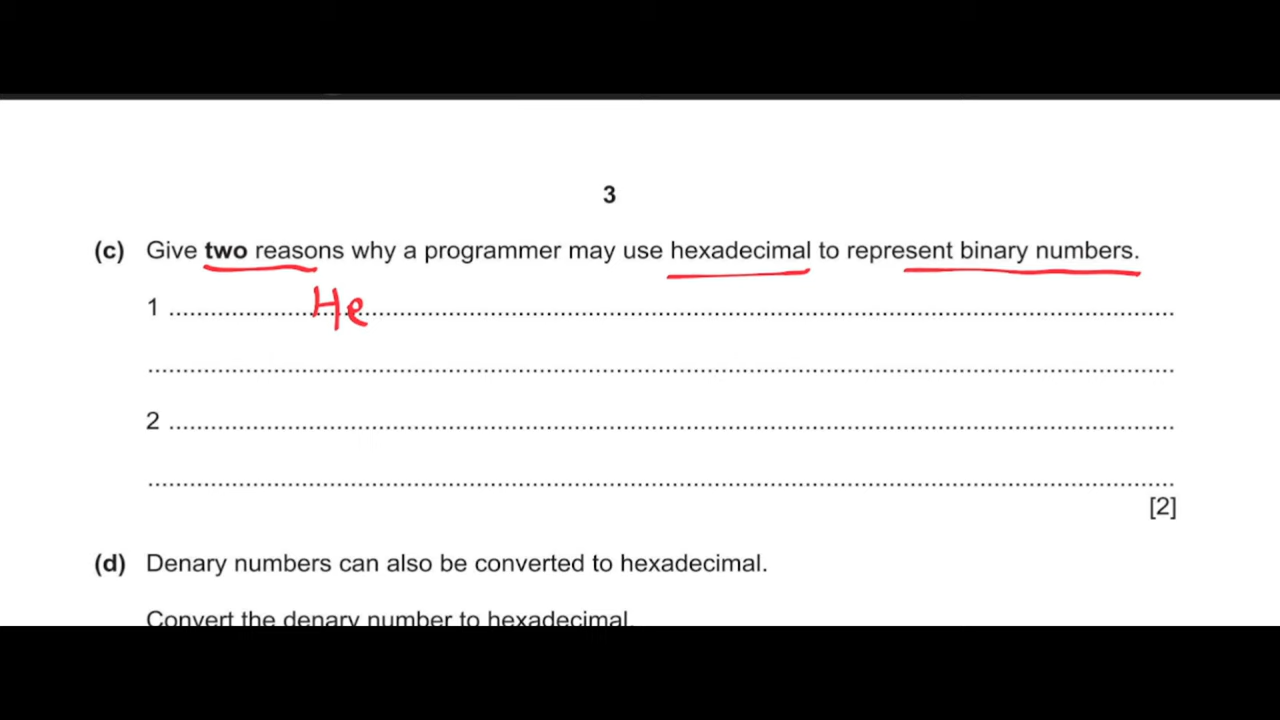 3
(c) Give two reasons why a programmer may use hexadecimal to represent binary numbers.
1 ........................................................................
He
........................................................................
2 ........................................................................
........................................................................
[2]
(d) Denary numbers can also be converted to hexadecimal.
Convert the denary number to hexadecimal.